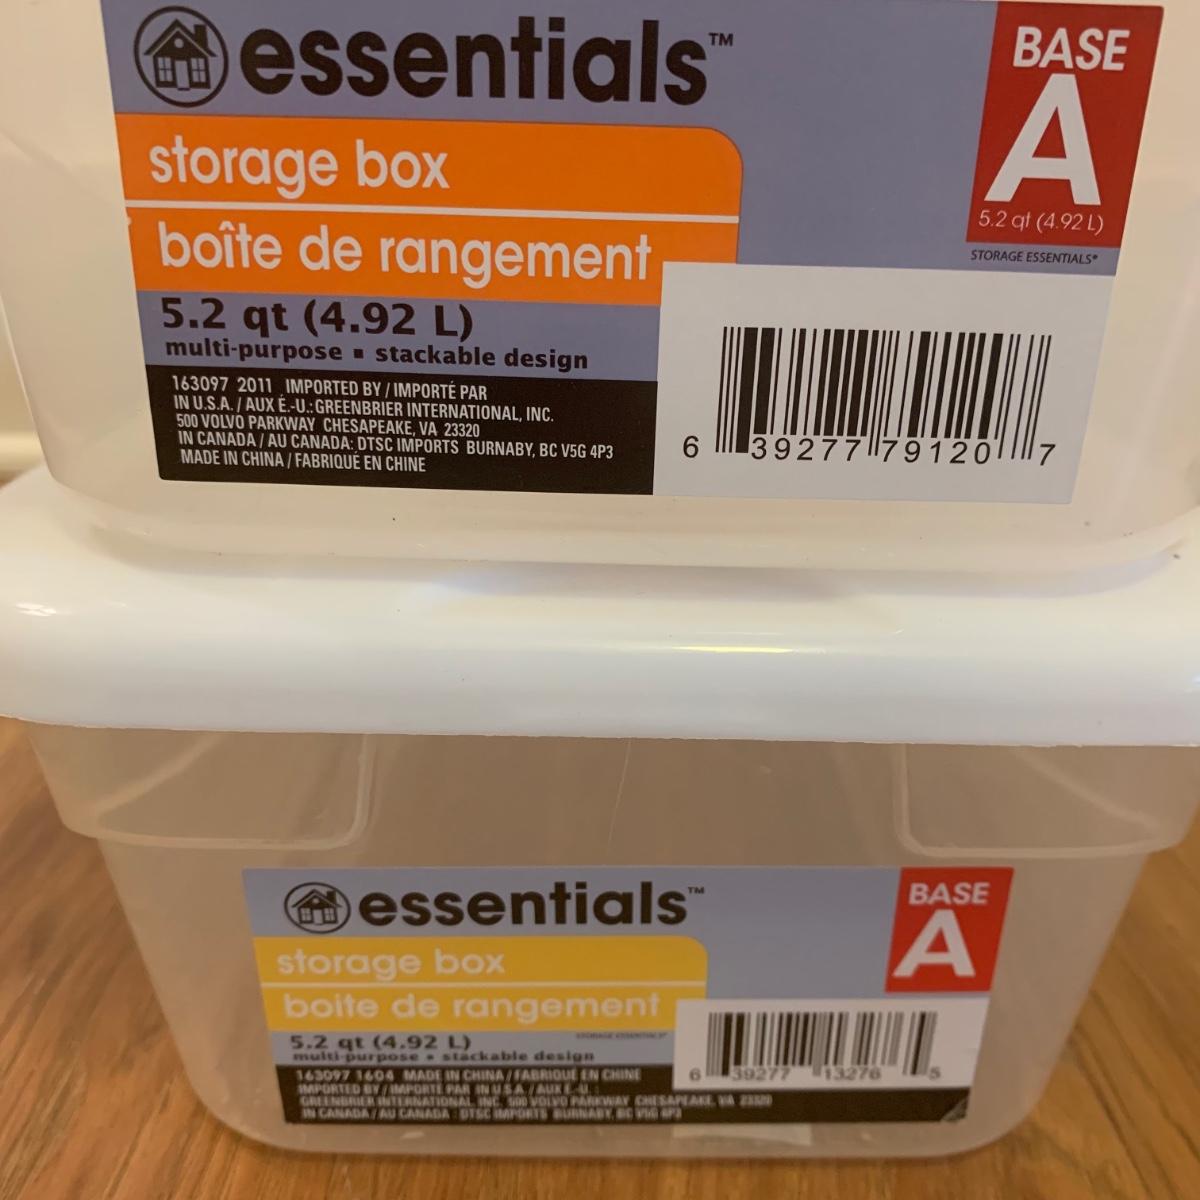 essentials™
BASE
A
5.2 qt (4.92 L)
STORAGE ESSENTIALS®
storage box
boîte de rangement
5.2 qt (4.92 L)
multi-purpose ▪ stackable design
163097 2011 IMPORTED BY / IMPORTÉ PAR
IN U.S.A. / AUX É.-U.: GREENBRIER INTERNATIONAL, INC.
500 VOLVO PARKWAY CHESAPEAKE, VA 23320
IN CANADA / AU CANADA: DTSC IMPORTS BURNABY, BC V5G 4P3
MADE IN CHINA / FABRIQUÉ EN CHINE
6 39277 79120 7
essentials™
BASE
A
storage box
boite de rangement
STORAGE ESSENTIALS®
5.2 qt (4.92 L)
multi-purpose ▪ stackable design
163097 1604 MADE IN CHINA / FABRIQUÉ EN CHINE
IMPORTED BY / IMPORTÉ PAR IN U.S.A. / AUX É.-U. :
GREENBRIER INTERNATIONAL, INC. 500 VOLVO PARKWAY CHESAPEAKE, VA 23320
IN CANADA / AU CANADA : DTSC IMPORTS BURNABY, BC V5G 4P3
6 39277 13276 5